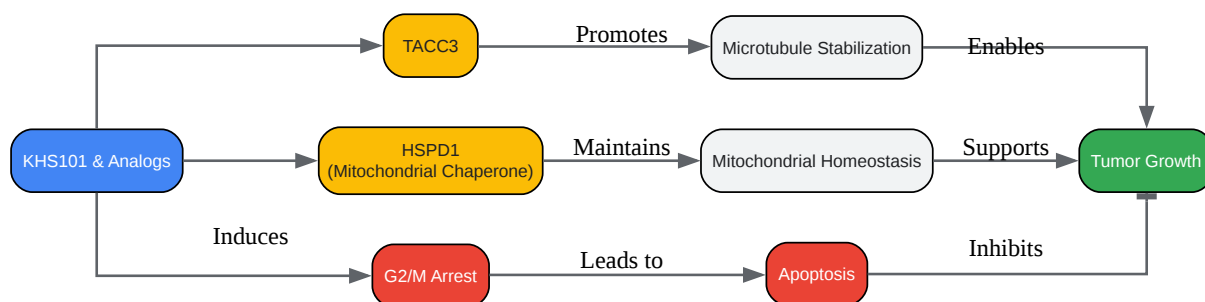 TACC3
Promotes
Microtubule Stabilization
Enables
KHS101 & Analogs
HSPD1
(Mitochondrial Chaperone)
Maintains
Mitochondrial Homeostasis
Supports
Tumor Growth
Induces
G2/M Arrest
Leads to
Apoptosis
Inhibits